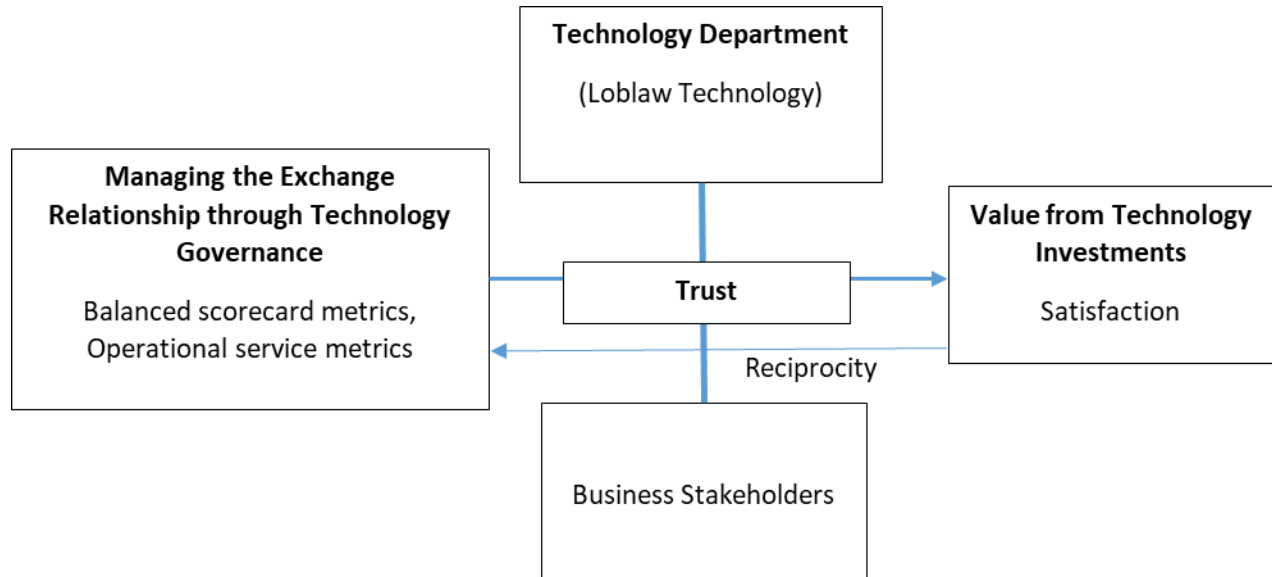 Technology Department
(Loblaw Technology)
Managing the Exchange
Relationship through Technology
Governance
Balanced scorecard metrics,
Operational service metrics
Trust
Value from Technology
Investments
Satisfaction
Reciprocity
Business Stakeholders